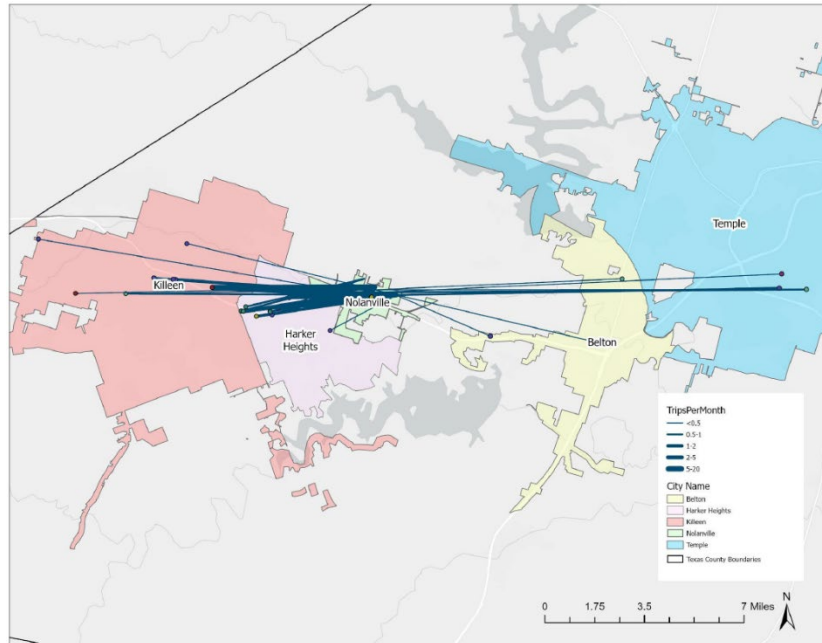 Temple
Killeen
Nolanville
Harker
Heights
Belton
TripsPerMonth
<0.5
0.5-1
1-2
2-5
5-20
City Name
Belton
Harker Heights
Killeen
Nolanville
Temple
Texas County Boundaries
0 1.75 3.5 7 Miles
N